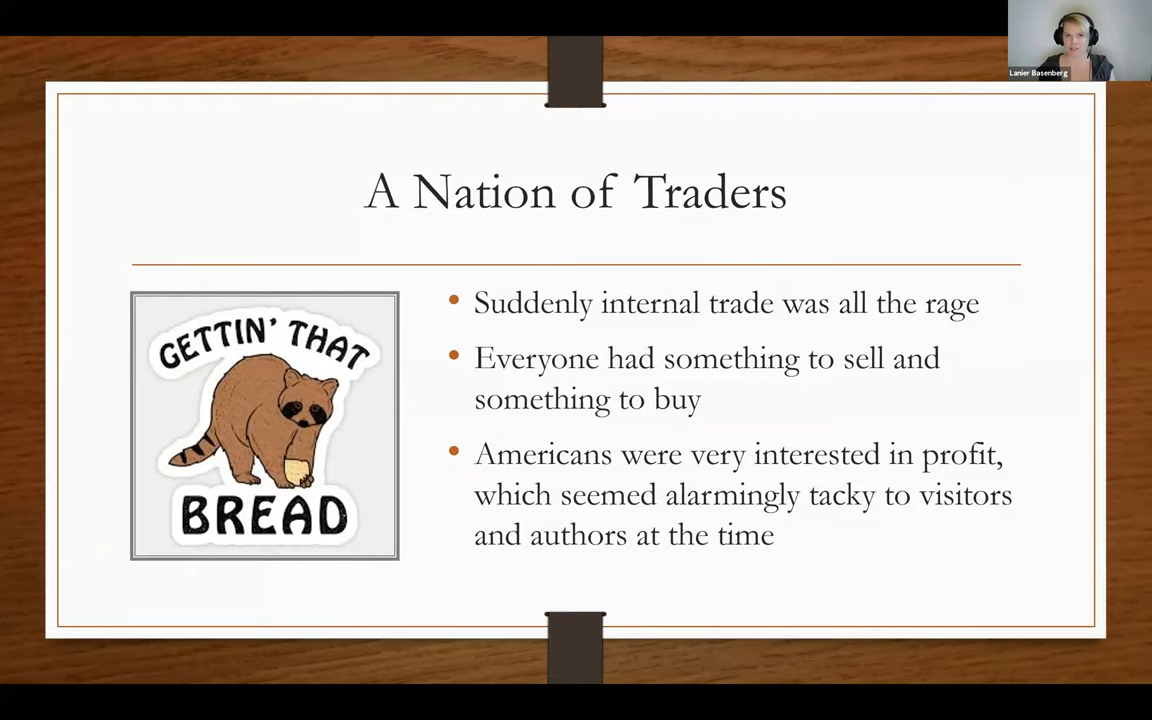 Lanier Basenberg
A Nation of Traders
GETTIN' THAT
BREAD
• Suddenly internal trade was all the rage
• Everyone had something to sell and
something to buy
• Americans were very interested in profit,
which seemed alarmingly tacky to visitors
and authors at the time